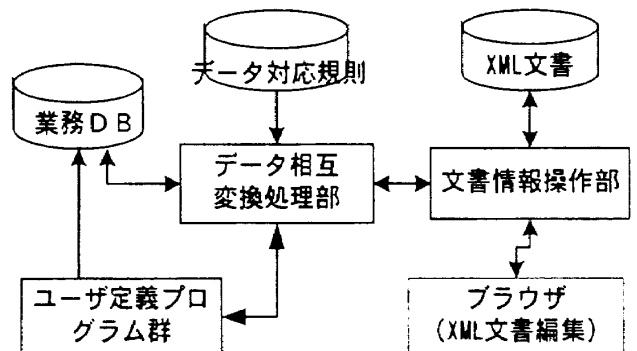 データ対応規則
XML文書
業務DB
データ相互
変換処理部
文書情報操作部
ユーザ定義プロ
グラム群
ブラウザ
(XML文書編集)